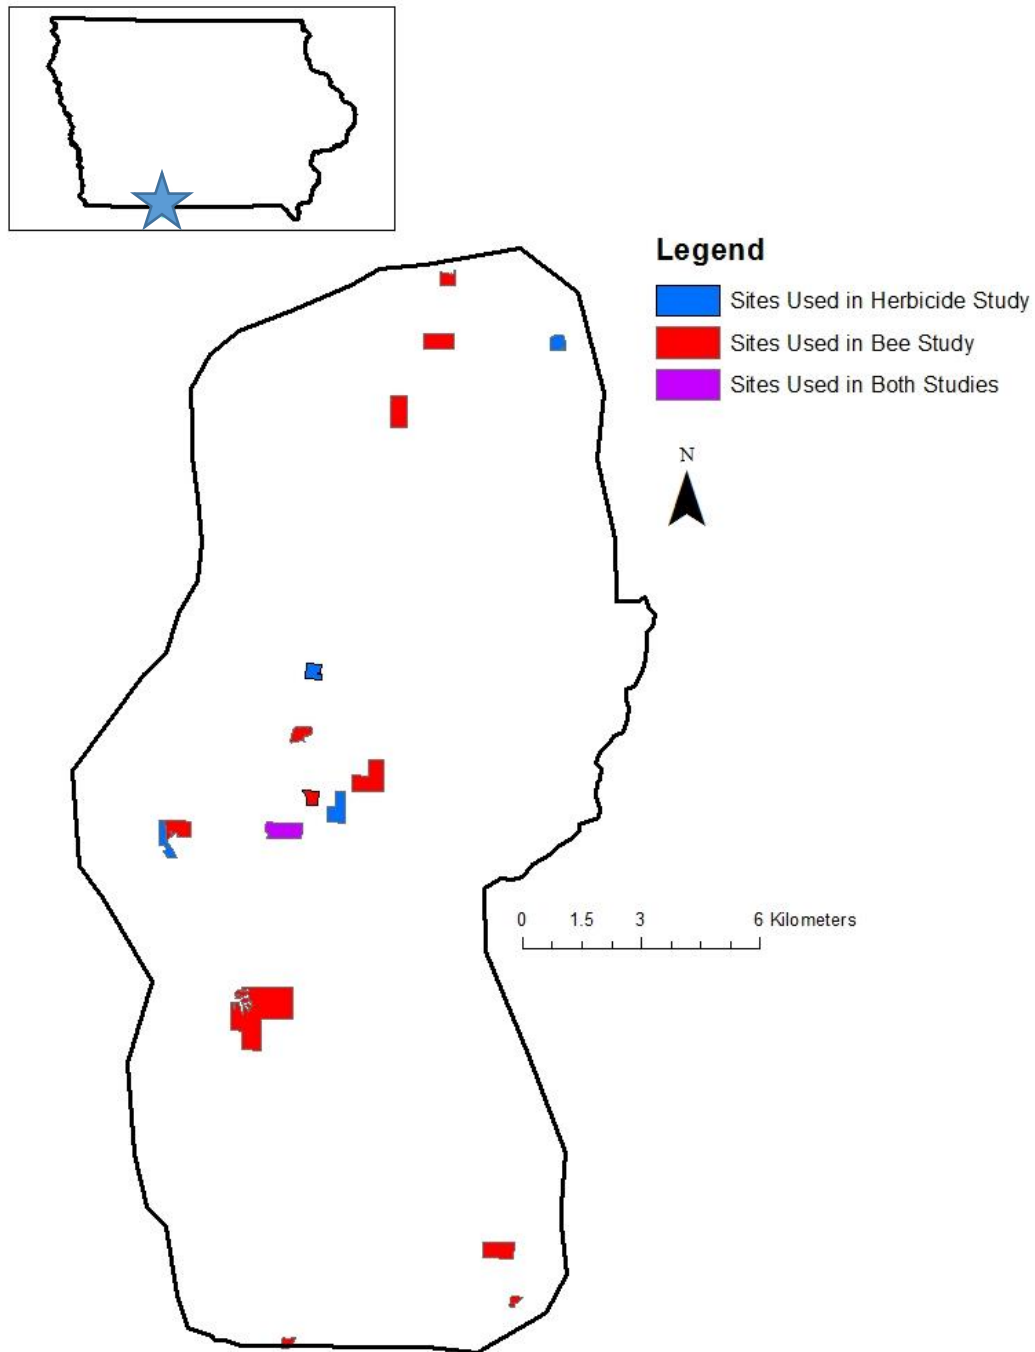 Legend
Sites Used in Herbicide Study
Sites Used in Bee Study
Sites Used in Both Studies
N
0 1.5 3 6 Kilometers